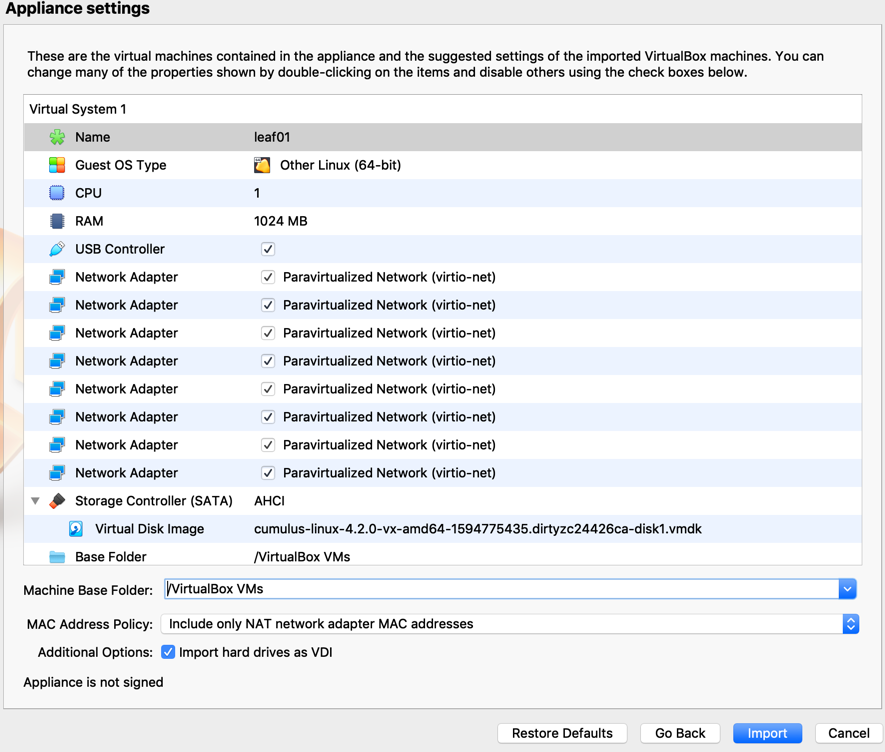 Appliance settings
These are the virtual machines contained in the appliance and the suggested settings of the imported VirtualBox machines. You can
change many of the properties shown by double-clicking on the items and disable others using the check boxes below.
Virtual System 1
Name leaf01
Guest OS Type Other Linux (64-bit)
CPU 1
RAM 1024 MB
USB Controller
Network Adapter Paravirtualized Network (virtio-net)
Network Adapter Paravirtualized Network (virtio-net)
Network Adapter Paravirtualized Network (virtio-net)
Network Adapter Paravirtualized Network (virtio-net)
Network Adapter Paravirtualized Network (virtio-net)
Network Adapter Paravirtualized Network (virtio-net)
Network Adapter Paravirtualized Network (virtio-net)
Network Adapter Paravirtualized Network (virtio-net)
Storage Controller (SATA) AHCI
Virtual Disk Image cumulus-linux-4.2.0-vx-amd64-1594775435.dirtyzc24426ca-disk1.vmdk
Base Folder /VirtualBox VMs
Machine Base Folder: /VirtualBox VMs
MAC Address Policy: Include only NAT network adapter MAC addresses
Additional Options: Import hard drives as VDI
Appliance is not signed
Restore Defaults Go Back Import Cancel